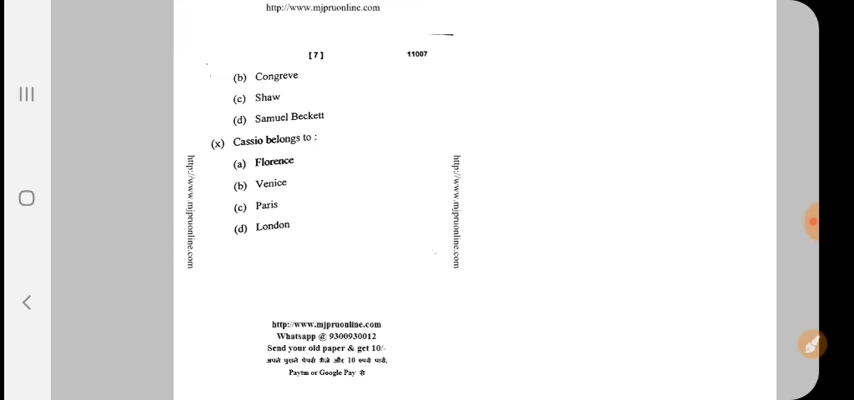 http://www.mjpruonline.com
[ 7 ] 11007
(b) Congreve
(c) Shaw
(d) Samuel Beckett
(x) Cassio belongs to :
(a) Florence
(b) Venice
(c) Paris
(d) London
http://www.mjpruonline.com
http://www.mjpruonline.com
http://www.mjpruonline.com
Whatsapp @ 9300930012
Send your old paper & get 10/-
अपने पुराने पेपर्स भेजे और 10 रुपये पायें,
Paytm or Google Pay से